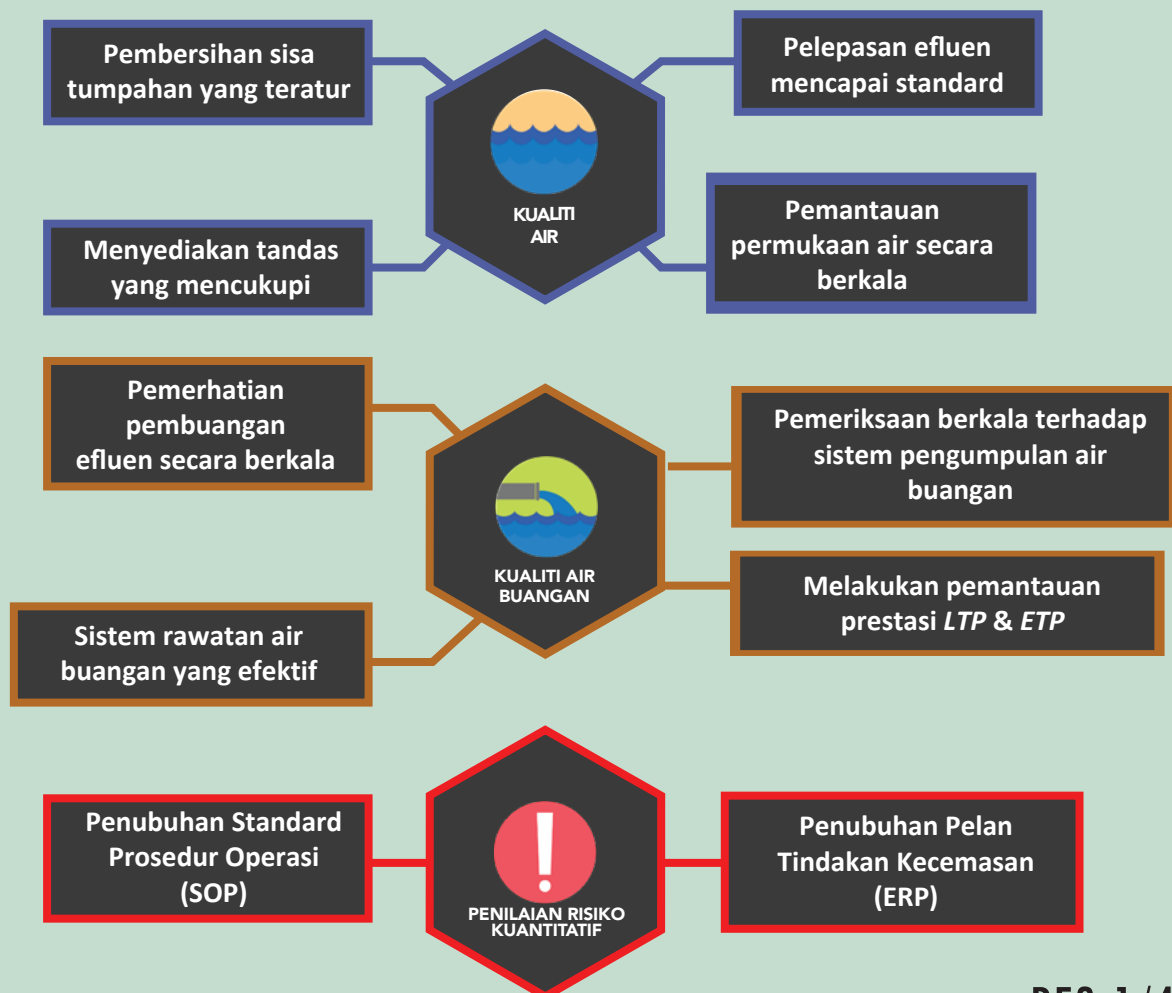 Pembersihan sisa
tumpahan yang teratur
Pelepasan efluen
mencapai standard
KUALITI
AIR
Menyediakan tandas
yang mencukupi
Pemantauan
permukaan air secara
berkala
Pemerhatian
pembuangan
efluen secara berkala
Pemeriksaan berkala terhadap
sistem pengumpulan air
buangan
KUALITI AIR
BUANGAN
Sistem rawatan air
buangan yang efektif
Melakukan pemantauan
prestasi LTP & ETP
Penubuhan Standard
Prosedur Operasi
(SOP)
PENILAIAN RISIKO
KUANTITATIF
Penubuhan Pelan
Tindakan Kecemasan
(ERP)